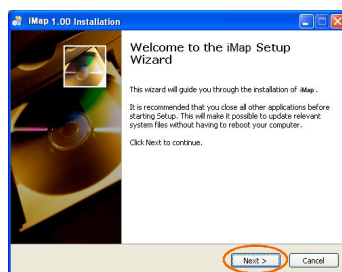 iMap 1.00 Installation
Welcome to the iMap Setup
Wizard
This wizard will guide you through the installation of iMap.
It is recommended that you close all other applications before
starting Setup. This will make it possible to update relevant
system files without having to reboot your computer.
Click Next to continue.
Next >
Cancel